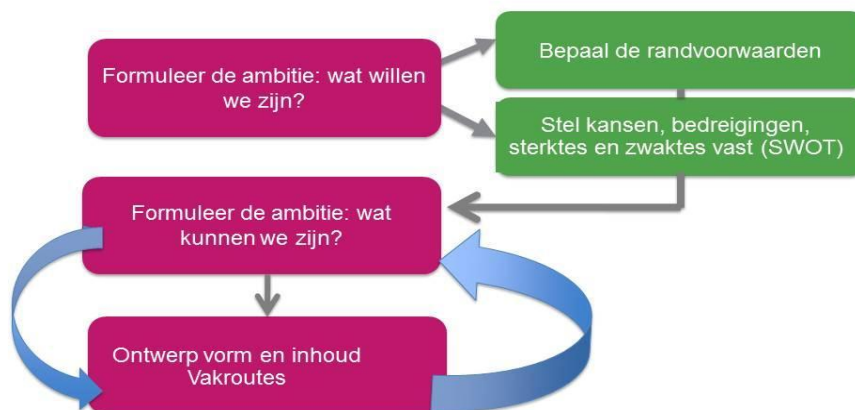 Formuleer de ambitie: wat willen
we zijn?
Bepaal de randvoorwaarden
Stel kansen, bedreigingen,
sterktes en zwaktes vast (SWOT)
Formuleer de ambitie: wat
kunnen we zijn?
Ontwerp vorm en inhoud
Vakroutes